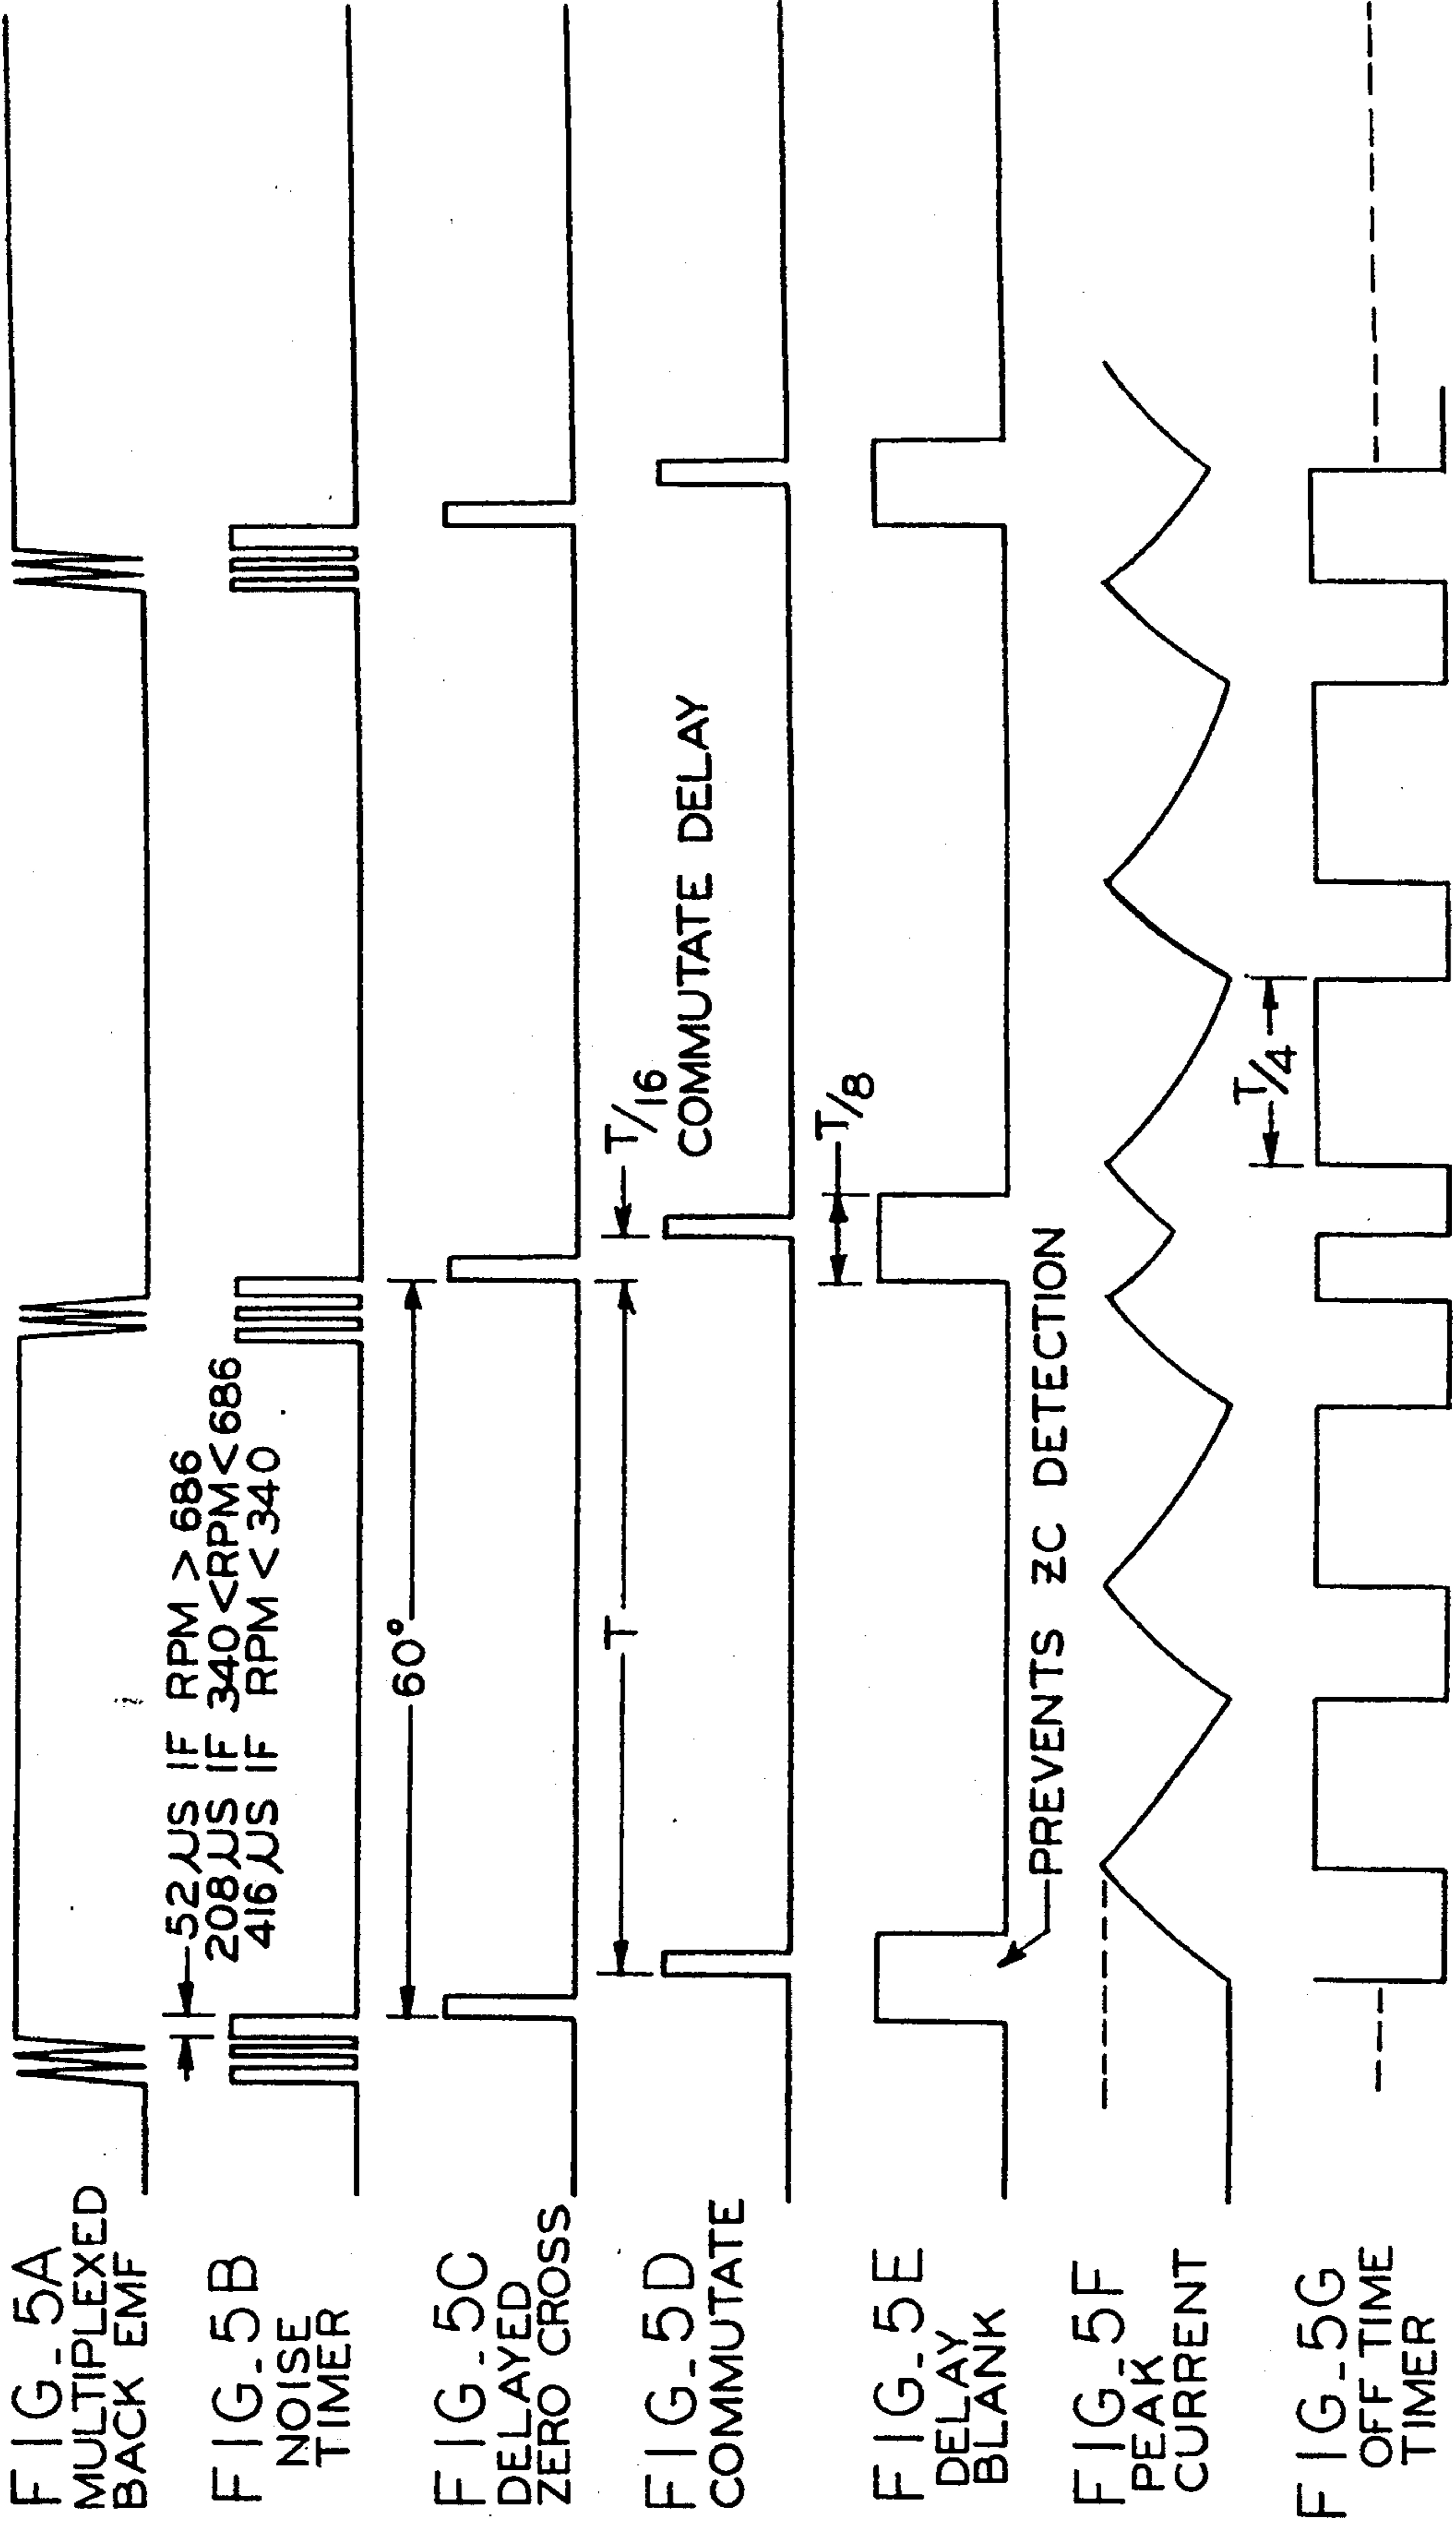 FIG_5A
MULTIPLEXED
BACK EMF
52 µS IF RPM > 686
208 µS IF 340 < RPM < 686
416 µS IF RPM < 340
FIG_5B
NOISE
TIMER
60°
FIG_5C
DELAYED
ZERO CROSS
T
T/16
COMMUTATE DELAY
FIG_5D
COMMUTATE
T/8
FIG_5E
DELAY
BLANK
PREVENTS ZC DETECTION
FIG_5F
PEAK
CURRENT
T/4
FIG_5G
OFF TIME
TIMER